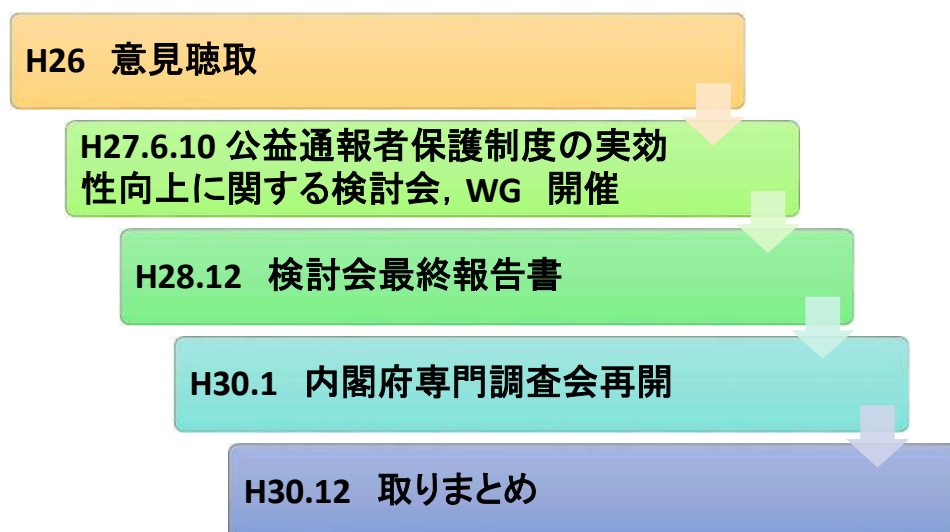 H26 意見聴取
H27.6.10 公益通報者保護制度の実効
性向上に関する検討会，WG 開催
H28.12 検討会最終報告書
H30.1 内閣府専門調査会再開
H30.12 取りまとめ